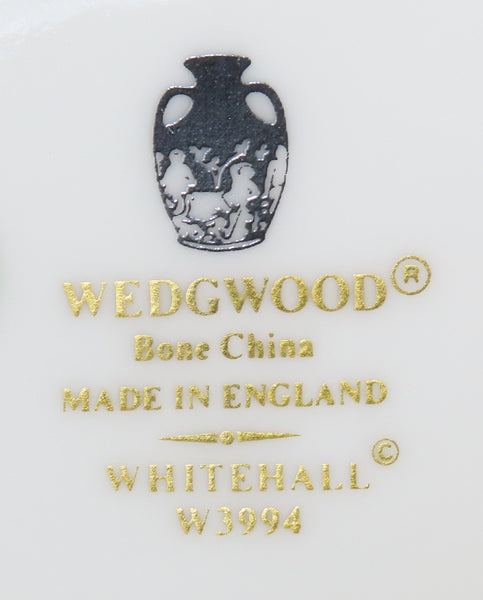 WEDGWOOD®
Bone China
MADE IN ENGLAND
WHITEHALL©
W3994